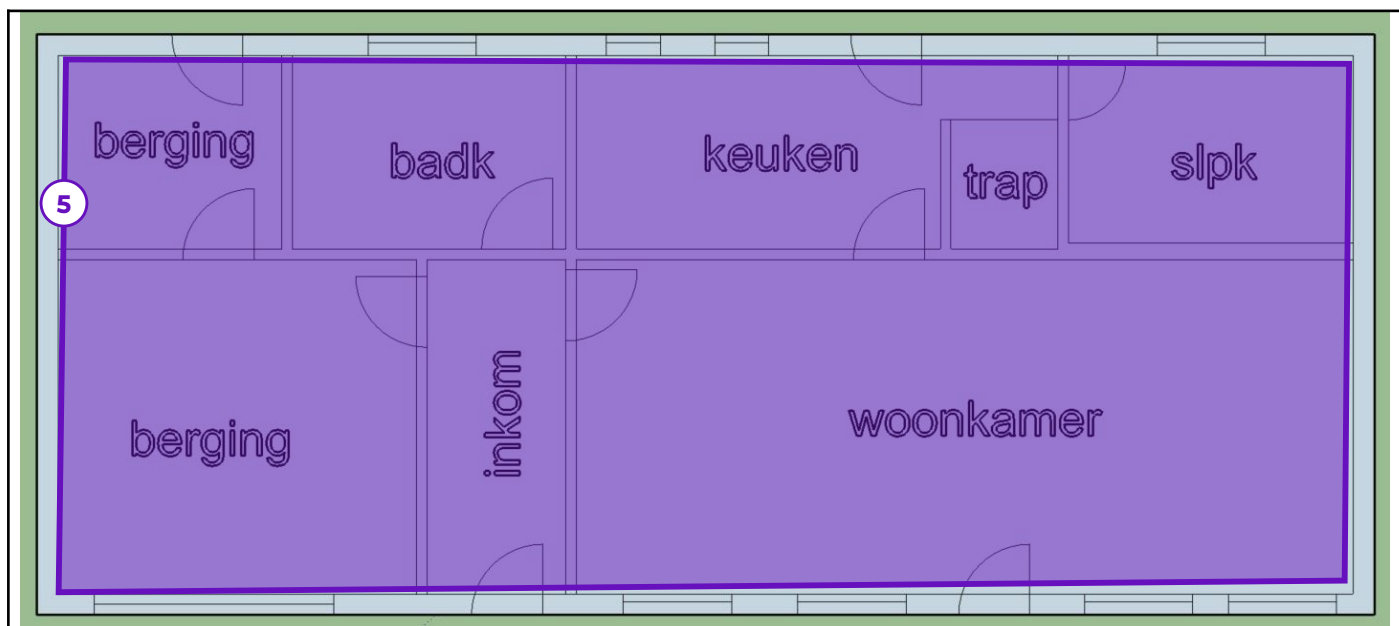 berging
badk
keuken
trap
slpk
5
berging
inkom
woonkamer